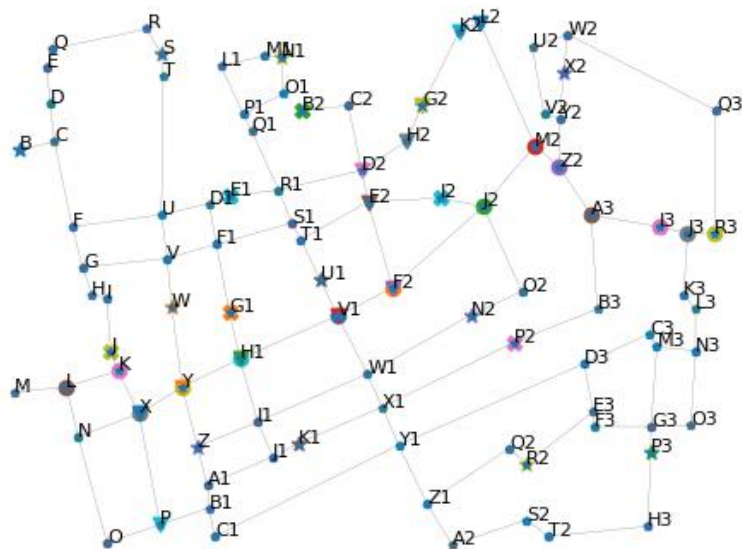 R
L2
K2
Q
S
M1
N1
U2
W2
E
T
L1
X2
D
O1
B2
C2
G2
Q3
P1
V2
Y2
B
C
Q1
H2
M2
D2
Z2
F
U
D1
E1
R1
E2
I2
J2
A3
S1
T1
I3
J3
R3
G
V
F1
H
I
U1
F2
O2
K3
W
G1
V1
N2
B3
L3
J
K
H1
P2
C3
M3
N3
M
L
Y
W1
D3
N
X
I1
X1
E3
F3
G3
O3
Z
K1
Y1
J1
Q2
R2
P3
A1
B1
Z1
O
P
C1
A2
S2
T2
H3